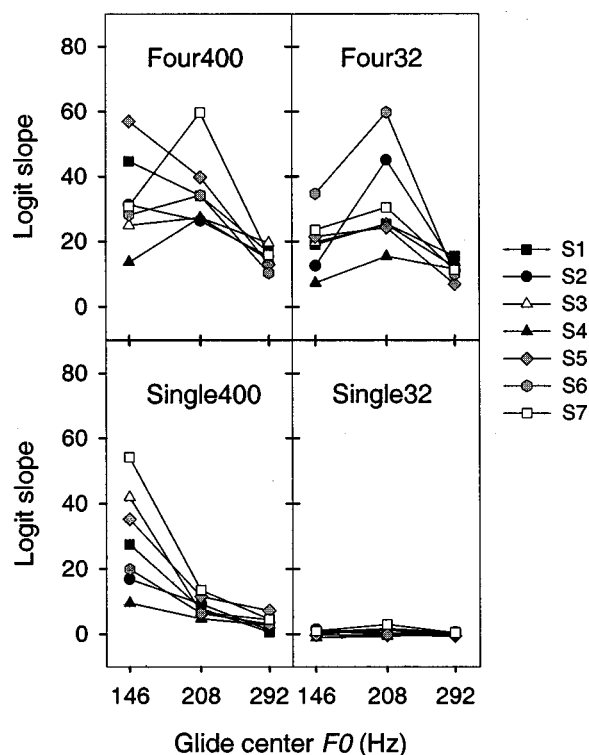 80
60
40
20
0
Logit slope
Four400
Four32
80
60
40
20
0
Logit slope
Single400
Single32
146 208 292 146 208 292
Glide center F0 (Hz)
S1
S2
S3
S4
S5
S6
S7